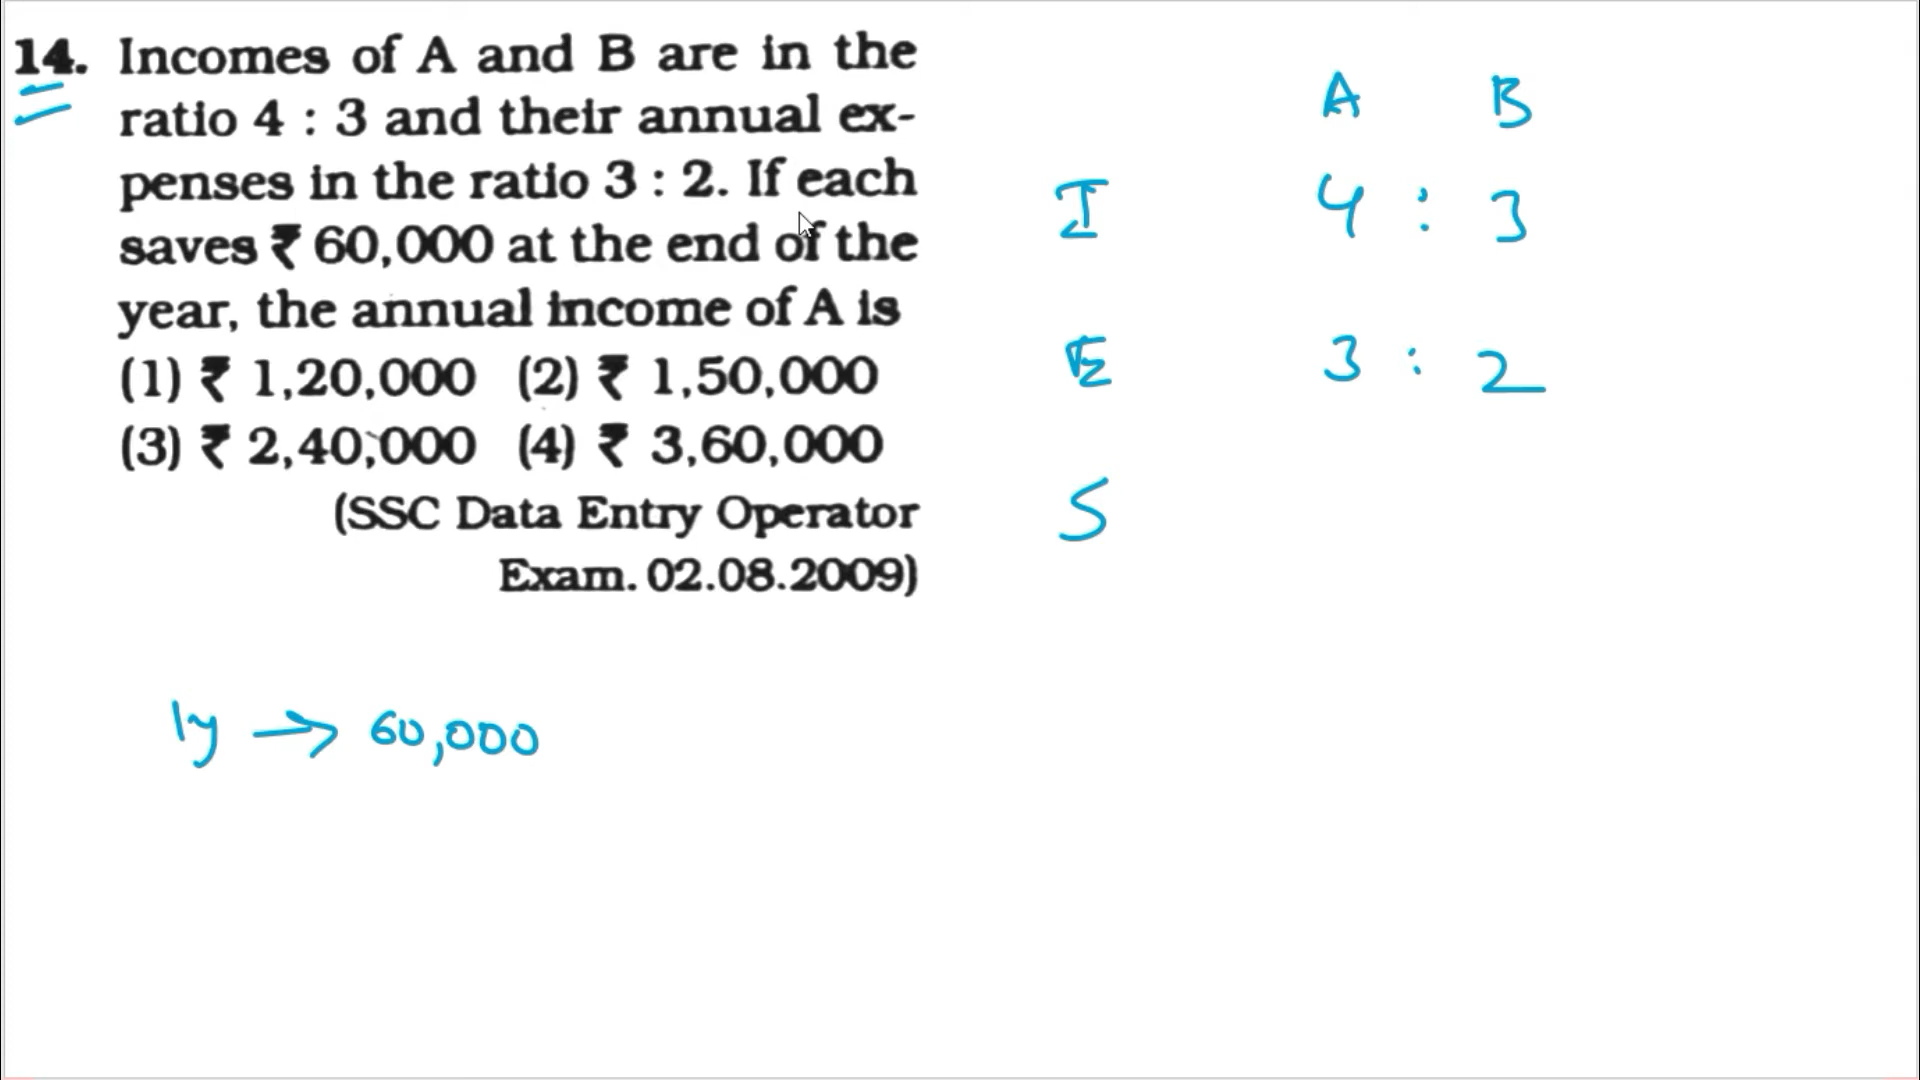 14. Incomes of A and B are in the
ratio 4 : 3 and their annual ex-
penses in the ratio 3 : 2. If each
saves ₹ 60,000 at the end of the
year, the annual income of A is
(1) ₹ 1,20,000 (2) ₹ 1,50,000
(3) ₹ 2,40,000 (4) ₹ 3,60,000
(SSC Data Entry Operator
Exam. 02.08.2009)
1y → 60,000
A B
I 4 : 3
E 3 : 2
S